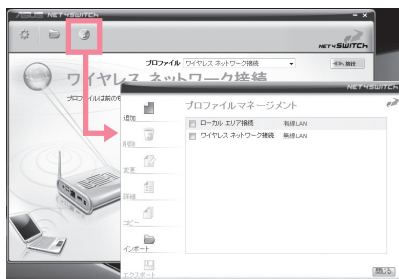 ASUS NET4SWITCH
NET4SWITCH
プロファイル ワイヤレス ネットワーク接続
ワイヤレス ネットワーク接続
プロファイルは前のモ
NET4SWITCH
プロファイルマネージメント
追加
削除
変更
詳細
コピー
インポート
エクスポート
ローカル エリア接続 有線LAN
ワイヤレス ネットワーク接続 無線LAN
閉じる